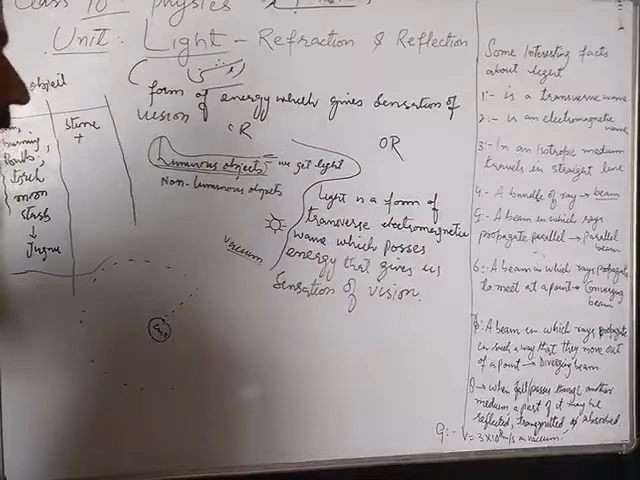 Class 10 Physics
Unit: Light - Refraction & Reflection
form of energy which gives sensation of
vision
OR
OR
Luminous objects = we get light
Non-luminous objects
Light is a form of
transverse electromagnetic
wave which posses
energy that gives us
sensation of vision.
vacuum
object
stone
+
burning
torch
moon
↓
Jugnu
Some Interesting facts
about light
1:- is a transverse wave
2:- is an electromagnetic
wave
3:- In an isotropic medium
travels in straight line
4:- A bundle of ray → beam
A beam in which rays
propagate parallel → Parallel
beam
6:- A beam in which rays propagate
to meet at a point → Converging
beam
A beam in which rays propagate
in such a way that they move out
of a point → Diverging beam
8 → when fall/passes through another
medium a part of it may be
reflected, transmitted, or absorbed
9:- V = 3×10⁸ m/s in vacuum.